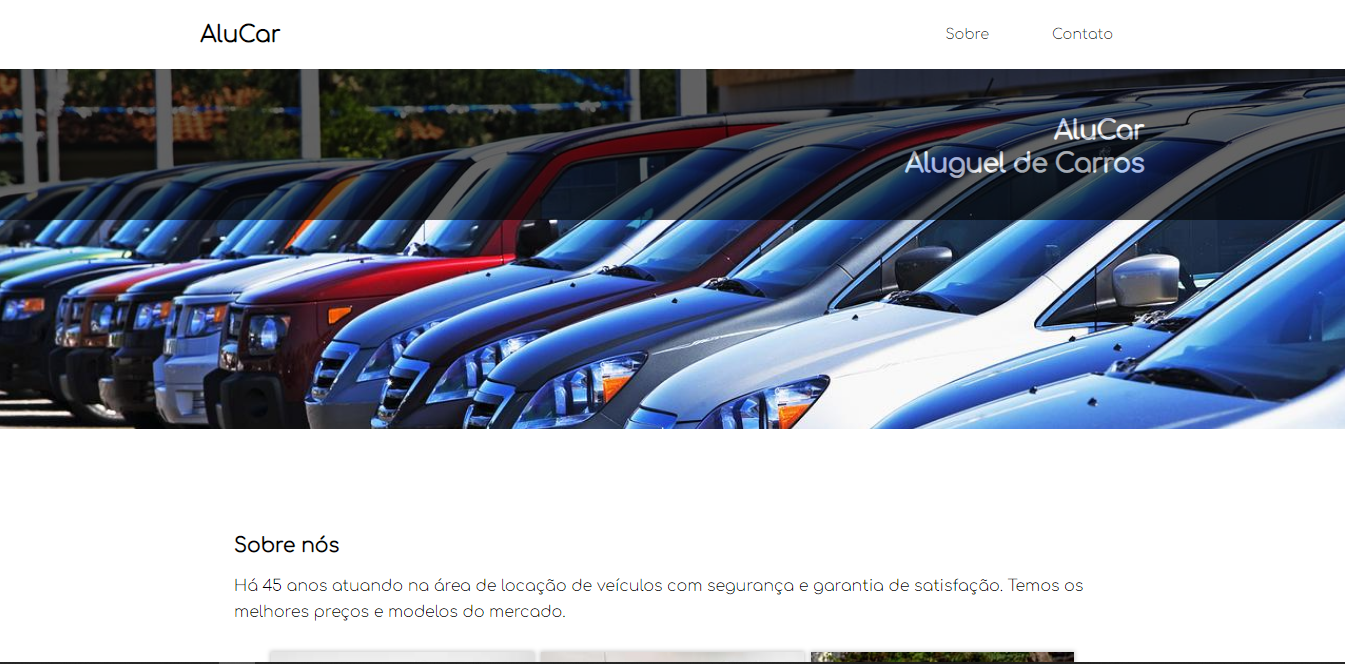 AluCar
Sobre
Contato
AluCar
Aluguel de Carros
Sobre nós
Há 45 anos atuando na área de locação de veículos com segurança e garantia de satisfação. Temos os
melhores preços e modelos do mercado.